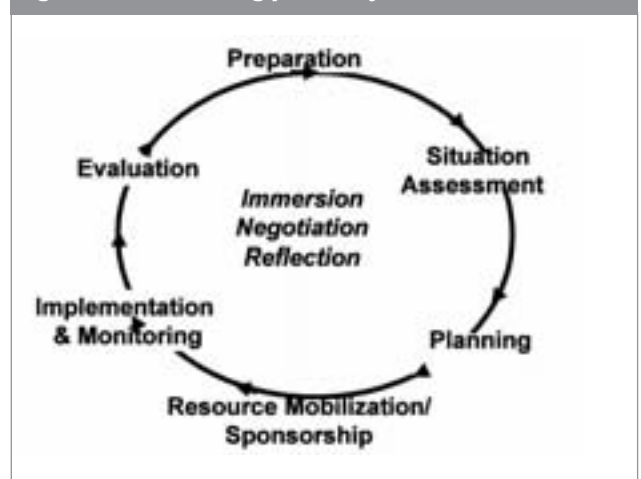 Preparation
Situation
Assessment
Planning
Resource Mobilization/
Sponsorship
Implementation
& Monitoring
Evaluation
Immersion
Negotiation
Reflection